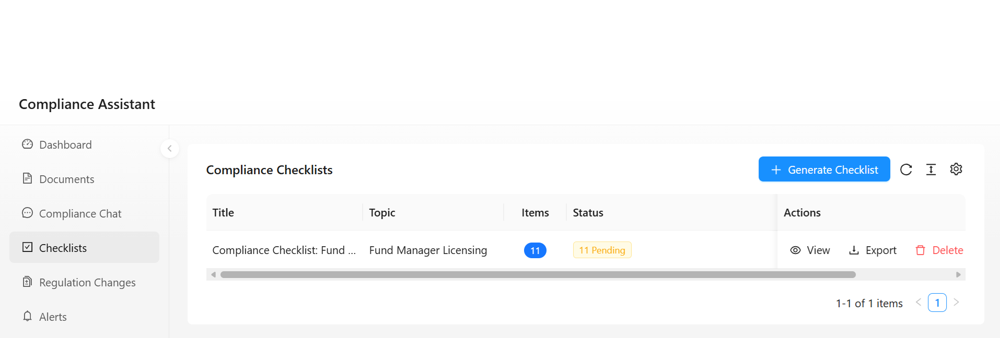 Compliance Assistant
Dashboard
Documents
Compliance Chat
Checklists
Regulation Changes
Alerts
Compliance Checklists
Generate Checklist
Title Topic Items Status Actions
Compliance Checklist: Fund ... Fund Manager Licensing 11 11 Pending View Export Delete
1-1 of 1 items 1